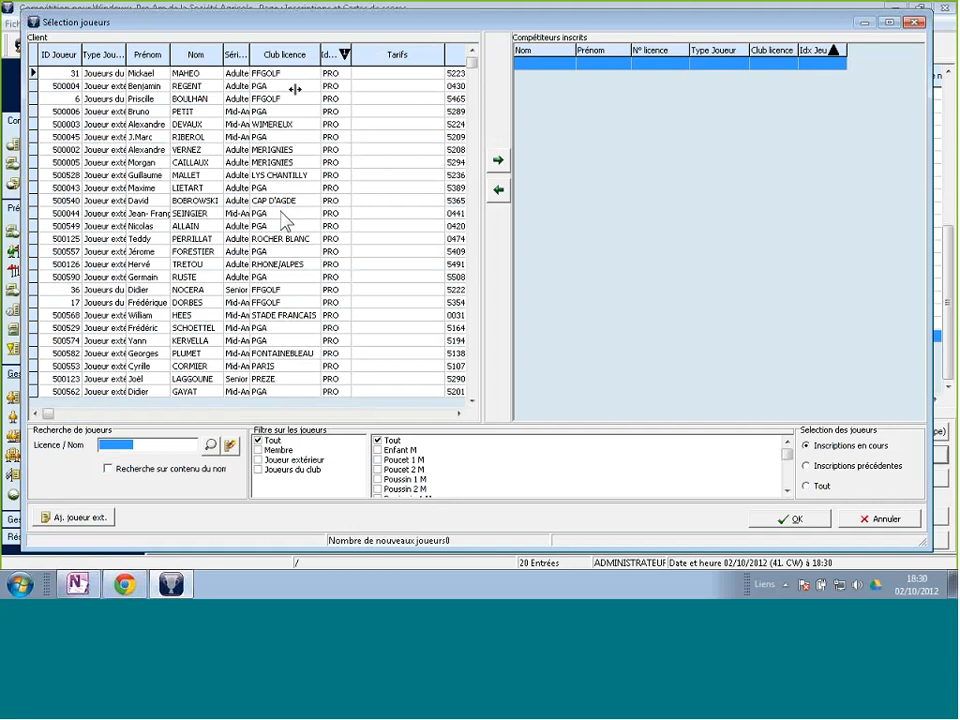 Sélection joueurs
Client
ID Joueur Type Jou... Prénom Nom Séri... Club licence Id... Tarifs
31 Joueurs du Mickael MAHEO Adulte FFGOLF PRO 5223
500004 Joueur exté Benjamin REGENT Adulte PGA PRO 0430
6 Joueurs du Priscille BOULHAN Adulte FFGOLF PRO 5465
500006 Joueur exté Bruno PETIT Mid-Am PGA PRO 5289
500003 Joueur exté Alexandre DEVAUX Mid-Am WIMEREUX PRO 5224
500045 Joueur exté J.Marc RIBEROL Mid-Am PGA PRO 5209
500002 Joueur exté Alexandre VERNEZ Adulte MERIGNIES PRO 5208
500005 Joueur exté Morgan CAILLAUX Adulte MERIGNIES PRO 5294
500528 Joueur exté Guillaume MALLET Adulte LYS CHANTILLY PRO 5236
500043 Joueur exté Maxime LIETART Adulte PGA PRO 5389
500540 Joueur exté David BOBROWSKI Adulte CAP D'AGDE PRO 5365
500044 Joueur exté Jean- Franç SEINGIER Mid-Am PGA PRO 0441
500549 Joueur exté Nicolas ALLAIN Adulte PGA PRO 0420
500125 Joueur exté Teddy PERRILLAT Adulte ROCHER BLANC PRO 0474
500557 Joueur exté Jérome FORESTIER Adulte PGA PRO 5409
500126 Joueur exté Hervé TRETOU Adulte RHONE/ALPES PRO 5491
500590 Joueur exté Germain RUSTE Adulte PGA PRO 5508
36 Joueurs du Didier NOCERA Senior FFGOLF PRO 5222
17 Joueurs du Frédérique DORBES Mid-Am FFGOLF PRO 5354
500568 Joueur exté William HEES Mid-Am STADE FRANCAIS PRO 0031
500529 Joueur exté Frédéric SCHOETTEL Mid-Am PGA PRO 5164
500574 Joueur exté Yann KERVELLA Mid-Am PGA PRO 5194
500582 Joueur exté Georges PLUMET Mid-Am FONTAINEBLEAU PRO 5138
500553 Joueur exté Cyrille CORMIER Mid-Am PARIS PRO 5107
500123 Joueur exté Joël LAGGOUNE Senior PREZE PRO 5290
500562 Joueur exté Didier GAYAT Mid-Am PGA PRO 5201
Compétiteurs inscrits
Nom Prénom N° licence Type Joueur Club licence Idx Jeu
Recherche de joueurs
Licence / Nom
Recherche sur contenu du nom
Filtre sur les joueurs
Tout
Membre
Joueur extérieur
Joueurs du club
Tout
Enfant M
Poucet 1 M
Poucet 2 M
Poussin 1 M
Poussin 2 M
Selection des joueurs
Inscriptions en cours
Inscriptions précédentes
Tout
Aj. joueur ext.
OK
Annuler
Nombre de nouveaux joueurs0
/ 20 Entrées ADMINISTRATEUR Date et heure 02/10/2012 (41. CW) à 18:30
Liens
18:30
02/10/2012